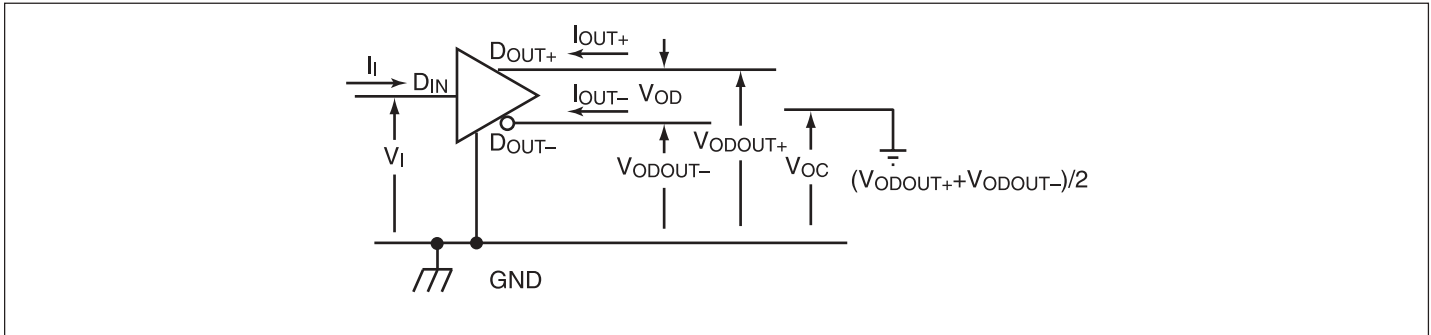 IOUT+
DOUT+
II
DIN
IOUT–
VOD
DOUT–
VI
VODOUT+
VODOUT–
VOC
(VODOUT++VODOUT–)/2
GND